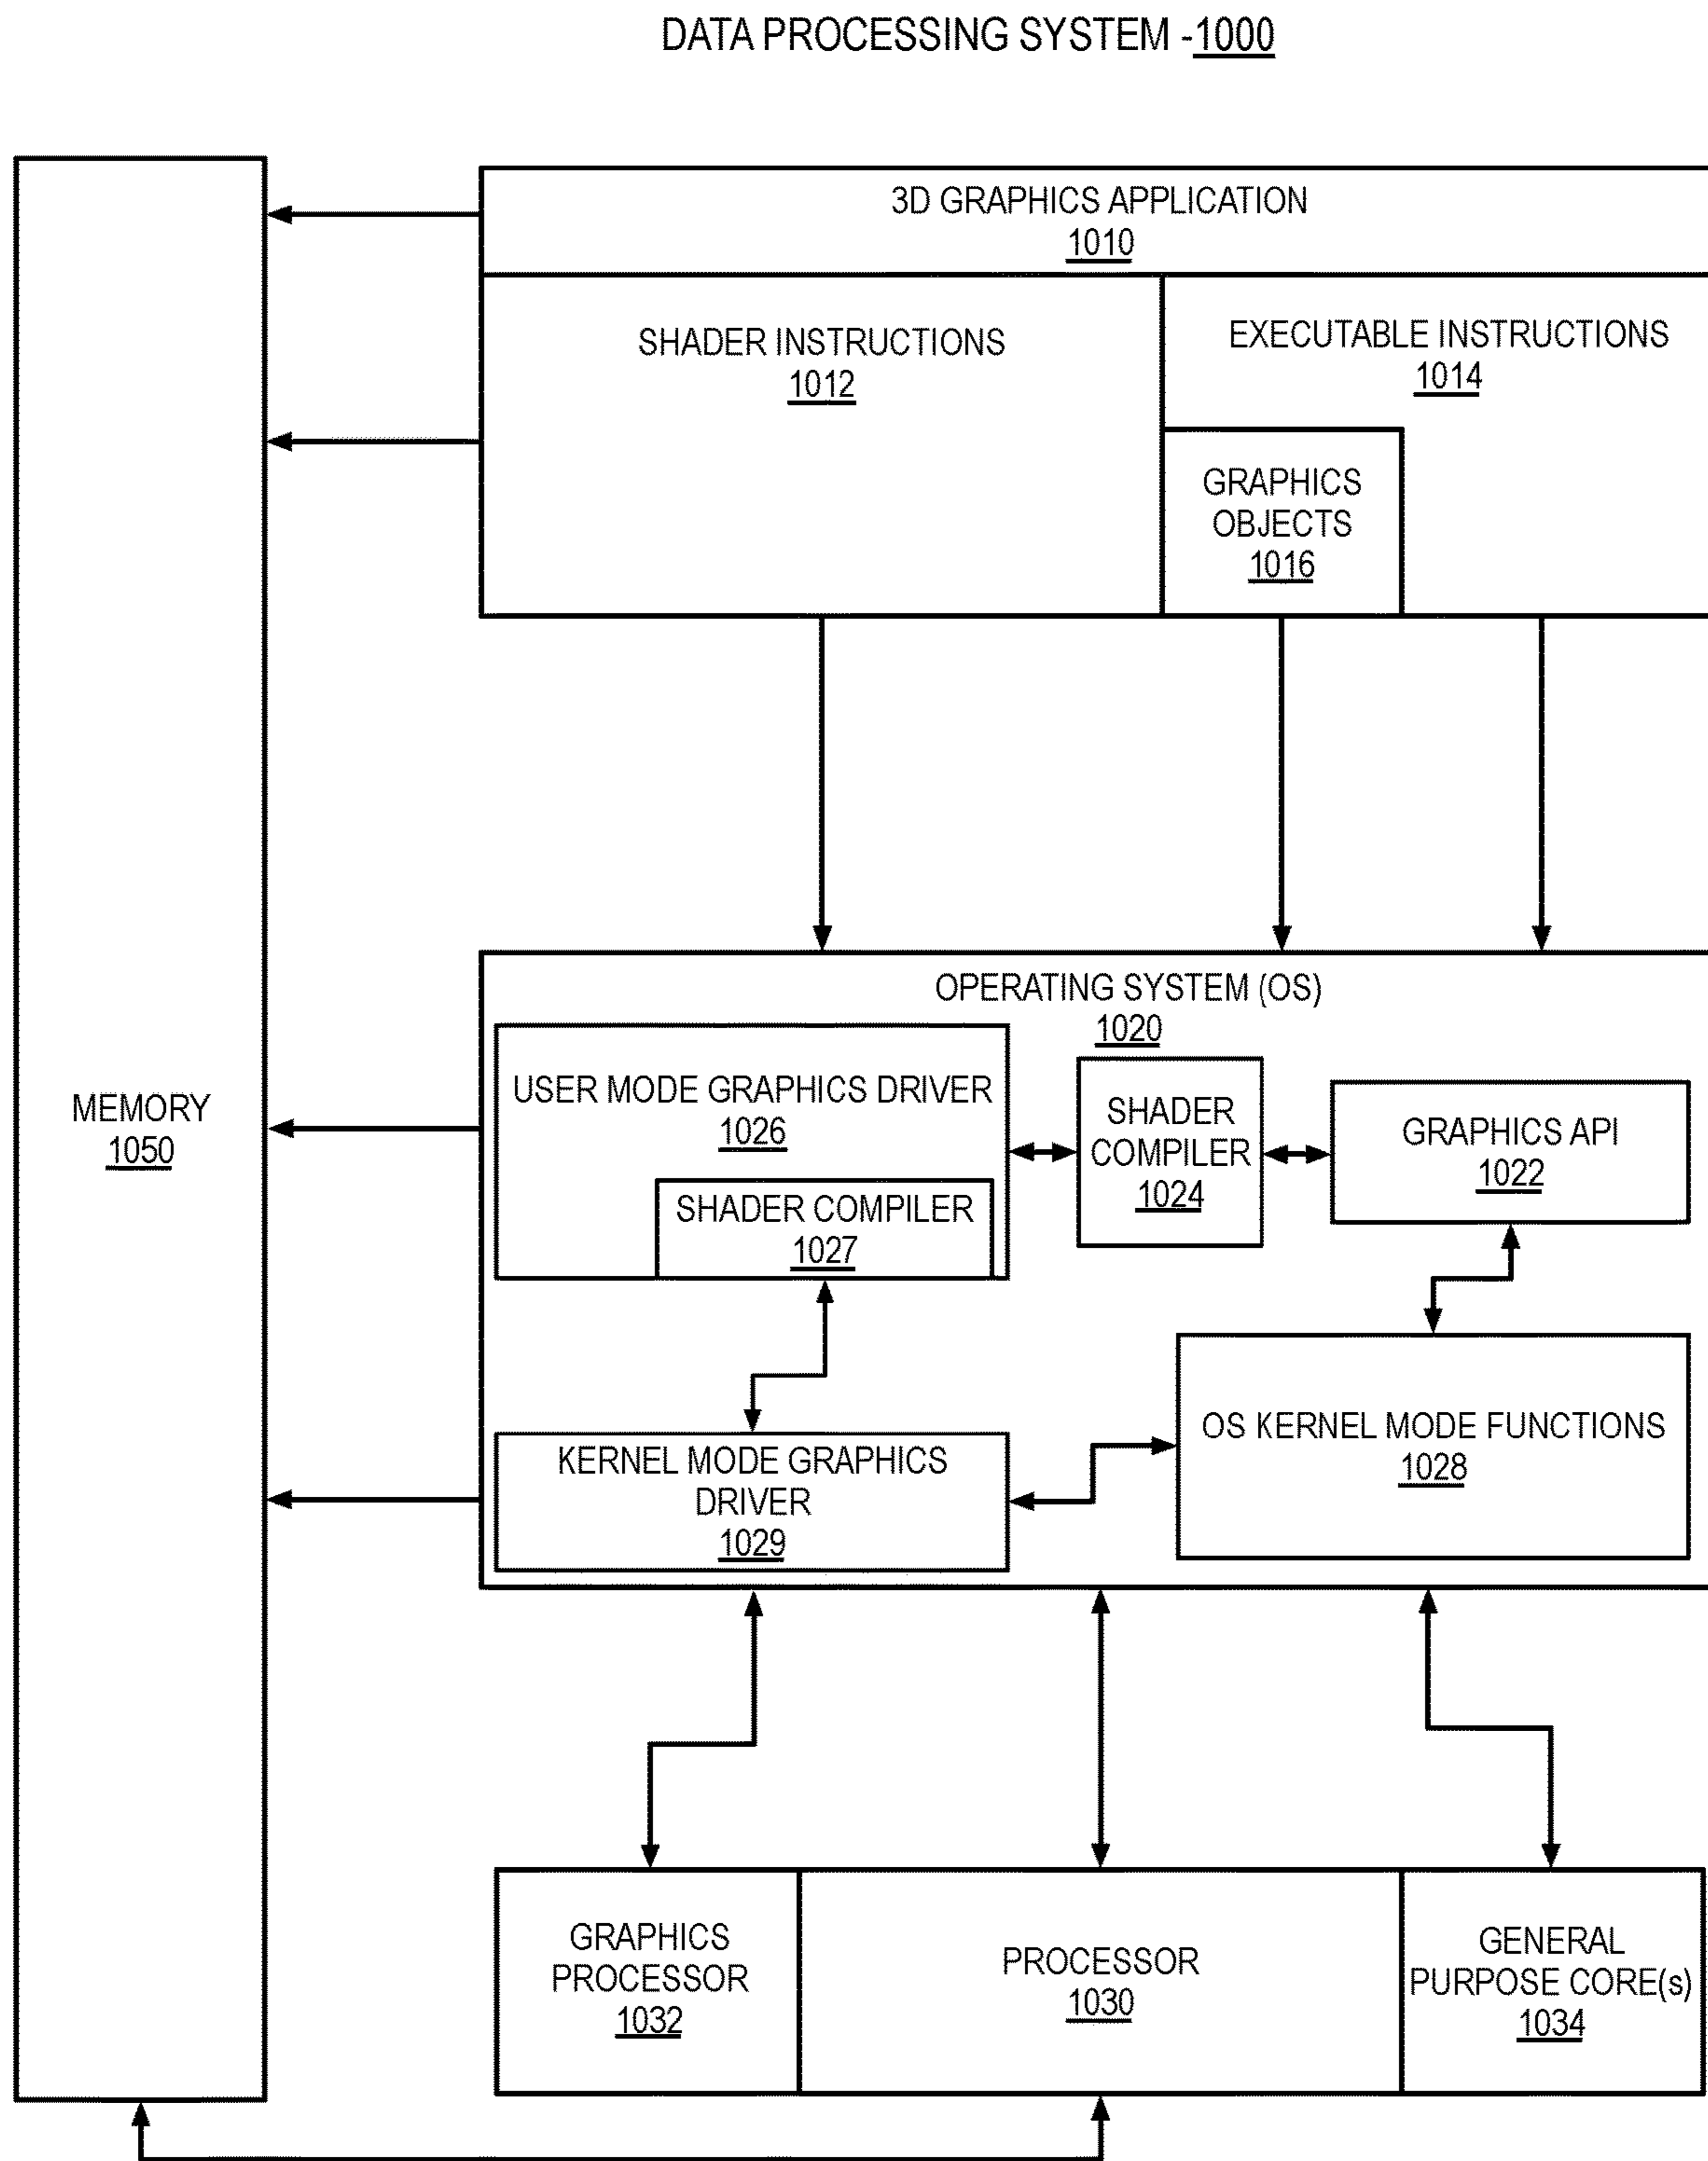 DATA PROCESSING SYSTEM -1000
3D GRAPHICS APPLICATION
1010
SHADER INSTRUCTIONS
1012
EXECUTABLE INSTRUCTIONS
1014
GRAPHICS
OBJECTS
1016
MEMORY
1050
OPERATING SYSTEM (OS)
1020
USER MODE GRAPHICS DRIVER
1026
SHADER COMPILER
1027
SHADER
COMPILER
1024
GRAPHICS API
1022
KERNEL MODE GRAPHICS
DRIVER
1029
OS KERNEL MODE FUNCTIONS
1028
GRAPHICS
PROCESSOR
1032
PROCESSOR
1030
GENERAL
PURPOSE CORE(s)
1034